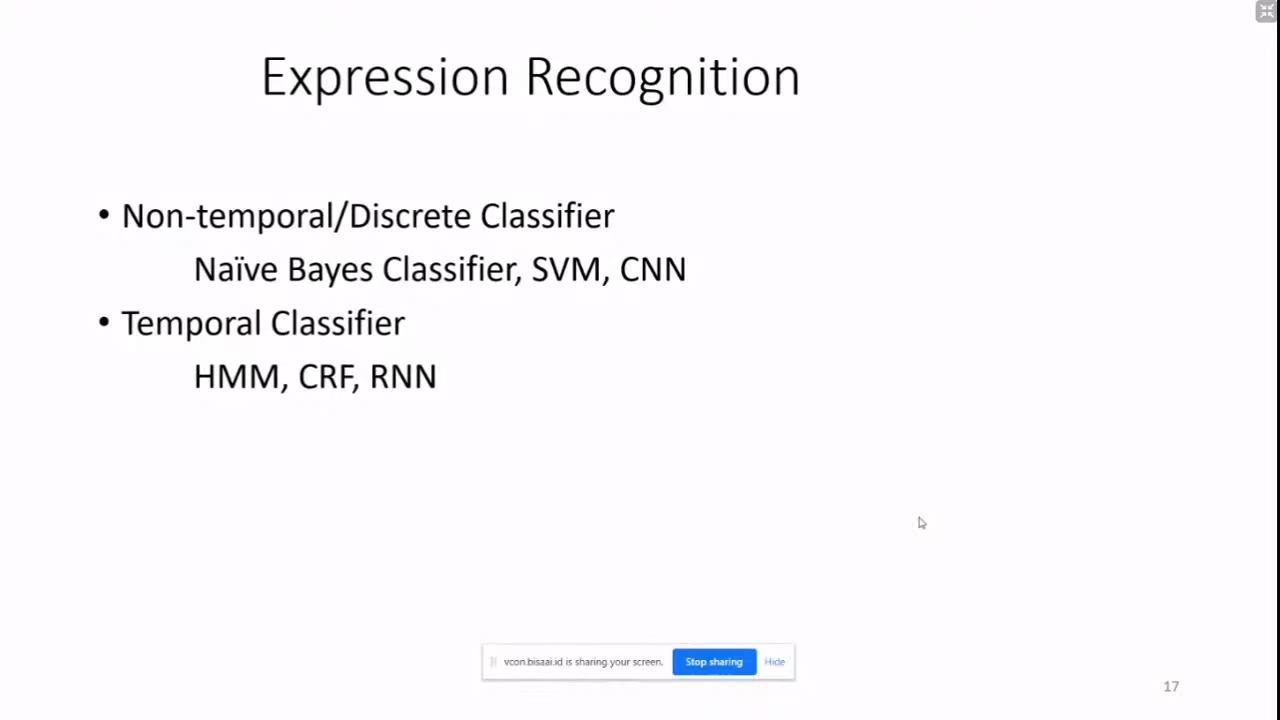 Expression Recognition
• Non-temporal/Discrete Classifier
Naïve Bayes Classifier, SVM, CNN
• Temporal Classifier
HMM, CRF, RNN
vcon.bisaai.id is sharing your screen. Stop sharing Hide
17